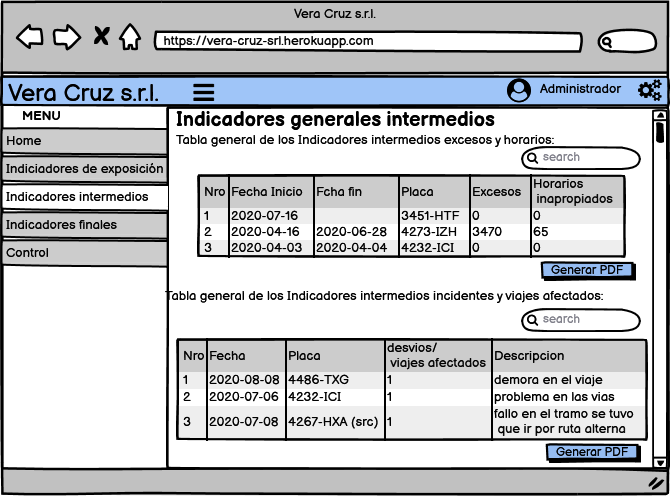 Vera Cruz s.r.l.
https://vera-cruz-srl.herokuapp.com
Vera Cruz s.r.l.
Administrador
MENU
Home
Indiciadores de exposición
Indicadores intermedios
Indicadores finales
Control
Indicadores generales intermedios
Tabla general de los Indicadores intermedios excesos y horarios:
search
Nro Fecha Inicio Fcha fin Placa Excesos Horarios inapropiados
1 2020-07-16 3451-HTF 0 0
2 2020-04-16 2020-06-28 4273-IZH 3470 65
3 2020-04-03 2020-04-04 4232-ICI 0 0
Generar PDF
Tabla general de los Indicadores intermedios incidentes y viajes afectados:
search
Nro Fecha Placa desvios/ viajes afectados Descripcion
1 2020-08-08 4486-TXG 1 demora en el viaje
2 2020-07-06 4232-ICI 1 problema en las vias
3 2020-07-08 4267-HXA (src) 1 fallo en el tramo se tuvo
que ir por ruta alterna
Generar PDF